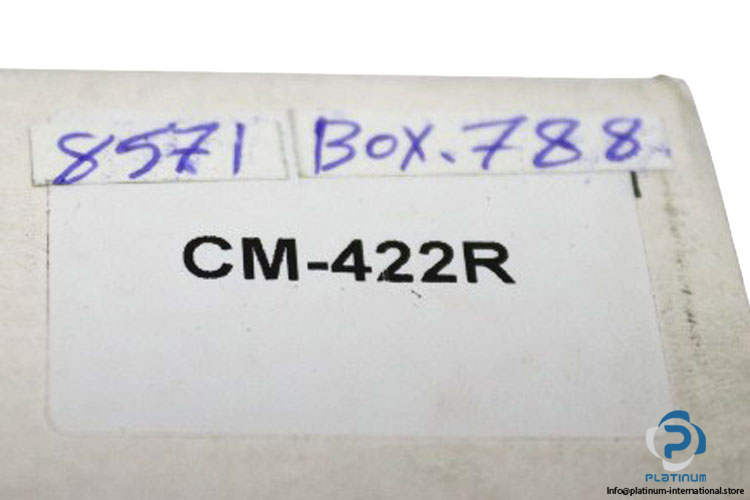 8571 BOX.788
CM-422R
PLATINUM
Info@platinum-international.store